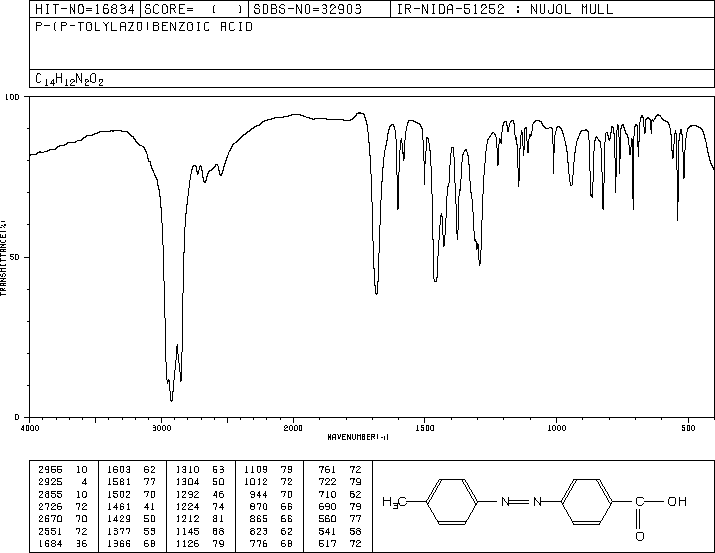 HIT-NO=16834 SCORE= ( ) SDBS-NO=32903 IR-NIDA-51252 : NUJOL MULL
P-(P-TOLYLAZO)BENZOIC ACID
C14H12N2O2
100
50
0
TRANSMITTANCE(%)
4000 3000 2000 1500 1000 500
WAVENUMBER(-1)
2956 10 1603 62 1310 53 1109 79 761 72
2925 4 1581 77 1304 50 1012 72 722 79
2855 10 1502 70 1292 46 944 70 710 62
2726 72 1461 41 1224 74 870 66 690 79
2670 70 1429 50 1212 81 865 66 560 77
2551 72 1377 53 1145 68 823 62 541 58
1684 36 1366 68 1126 79 776 68 517 72
H3C N N C OH
O